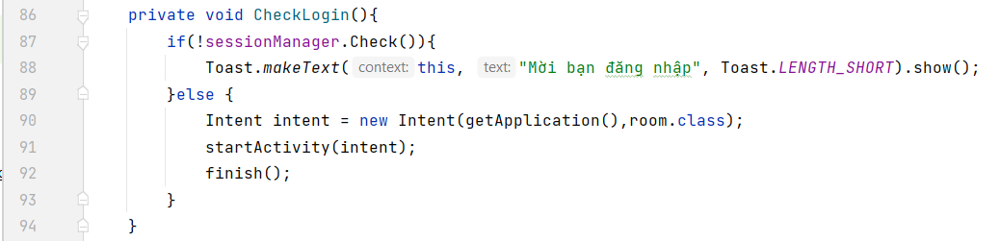 86 private void CheckLogin(){
87 if(!sessionManager.Check()){
88 Toast.makeText( context: this, text: "Mời bạn đăng nhập", Toast.LENGTH_SHORT).show();
89 }else {
90 Intent intent = new Intent(getApplication(),room.class);
91 startActivity(intent);
92 finish();
93 }
94 }